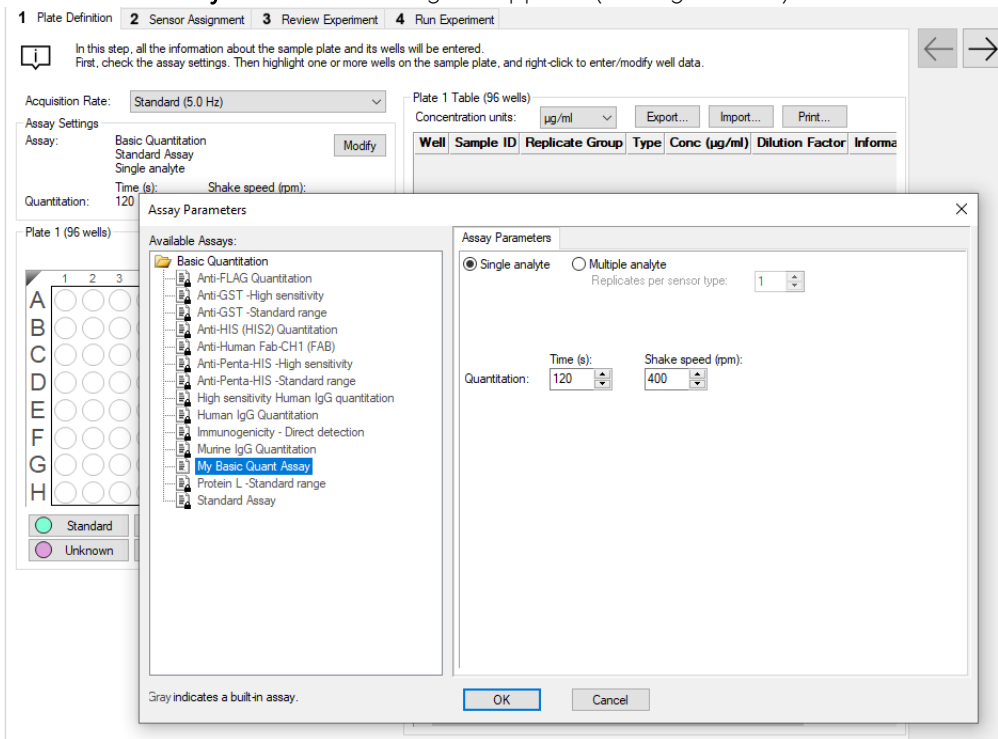 1 Plate Definition 2 Sensor Assignment 3 Review Experiment 4 Run Experiment
In this step, all the information about the sample plate and its wells will be entered.
First, check the assay settings. Then highlight one or more wells on the sample plate, and right-click to enter/modify well data.
Acquisition Rate: Standard (5.0 Hz)
Assay Settings
Assay: Basic Quantitation
Standard Assay
Single analyte
Modify
Time (s): Shake speed (rpm):
Quantitation: 120
Plate 1 Table (96 wells)
Concentration units: µg/ml Export... Import... Print...
Well Sample ID Replicate Group Type Conc (µg/ml) Dilution Factor Informa
Plate 1 (96 wells)
1 2 3
A
B
C
D
E
F
G
H
Standard
Unknown
Assay Parameters
Available Assays:
Basic Quantitation
Anti-FLAG Quantitation
Anti-GST -High sensitivity
Anti-GST -Standard range
Anti-HIS (HIS2) Quantitation
Anti-Human Fab-CH1 (FAB)
Anti-Penta-HIS -High sensitivity
Anti-Penta-HIS -Standard range
High sensitivity Human IgG quantitation
Human IgG Quantitation
Immunogenicity - Direct detection
Murine IgG Quantitation
My Basic Quant Assay
Protein L -Standard range
Standard Assay
Gray indicates a built-in assay.
Assay Parameters
Single analyte Multiple analyte
Replicates per sensor type: 1
Time (s): Shake speed (rpm):
Quantitation: 120 400
OK Cancel